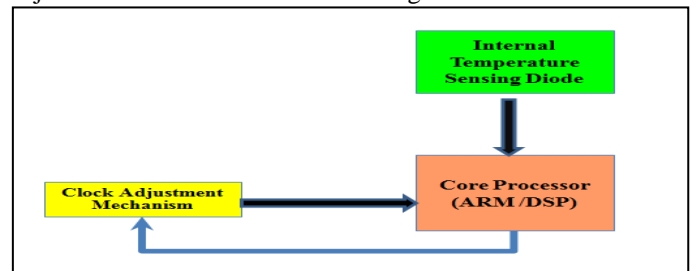 Internal
Temperature
Sensing Diode
Clock Adjustment
Mechanism
Core Processor
(ARM /DSP)